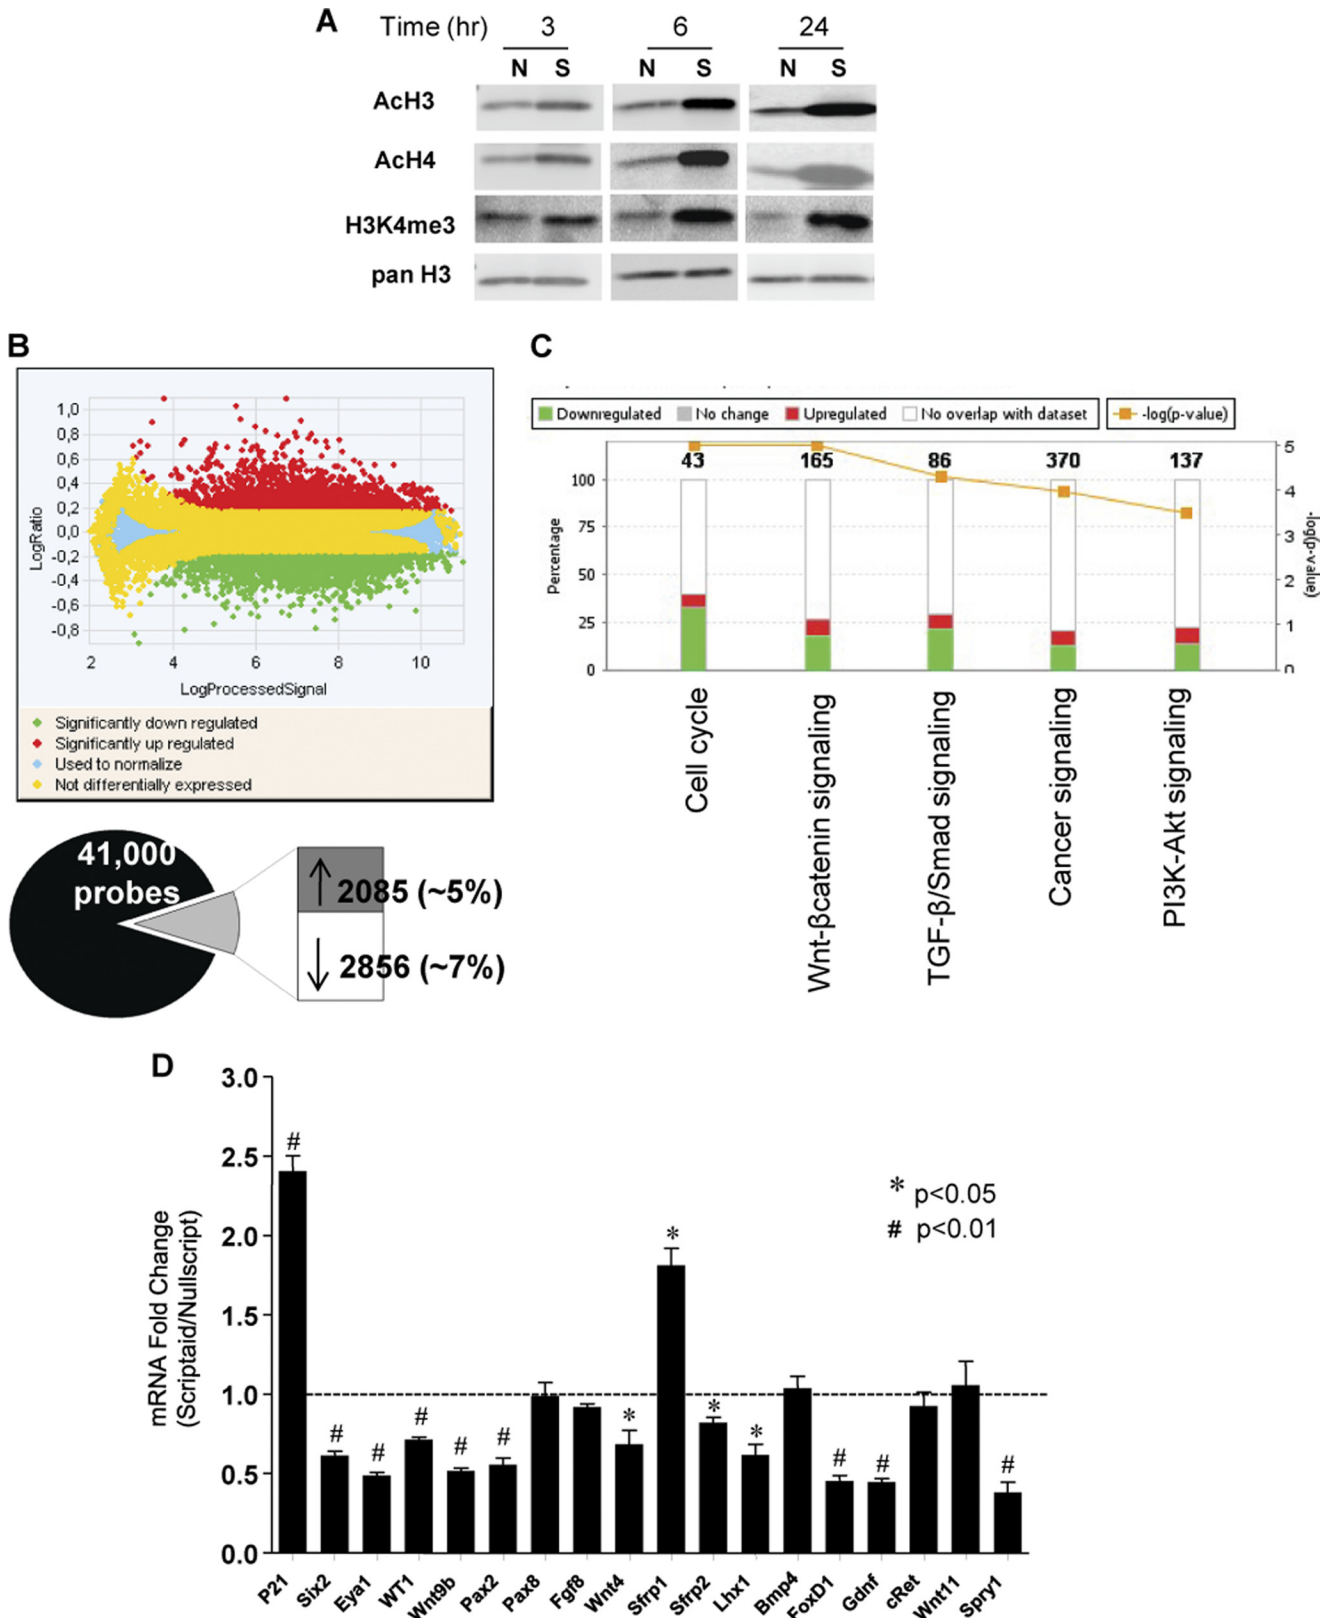 A Time (hr) 3 6 24
N S N S N S
AcH3
AcH4
H3K4me3
pan H3
B
1,0
0,8
0,6
0,4
0,2
0,0
-0,2
-0,4
-0,6
-0,8
LogRatio
2 4 6 8 10
LogProcessedSignal
Significantly down regulated
Significantly up regulated
Used to normalize
Not differentially expressed
41,000
probes
2085 (~5%)
2856 (~7%)
C
Downregulated No change Upregulated No overlap with dataset -log(p-value)
43 165 86 370 137
100
75
50
25
0
Percentage
5
4
3
2
1
0
-log(p-value)
Cell cycle
Wnt-βcatenin signaling
TGF-β/Smad signaling
Cancer signaling
PI3K-Akt signaling
D
3.0
2.5
2.0
1.5
1.0
0.5
0.0
mRNA Fold Change
(Scriptaid/Nullscript)
* p<0.05
# p<0.01
# # # # # # * * * * # # #
P21 Six2 Eya1 WT1 Wnt9b Pax2 Pax8 Fgf8 Wnt4 Sfrp1 Sfrp2 Lhx1 Bmp4 FoxD1 Gdnf cRet Wnt11 Spry1